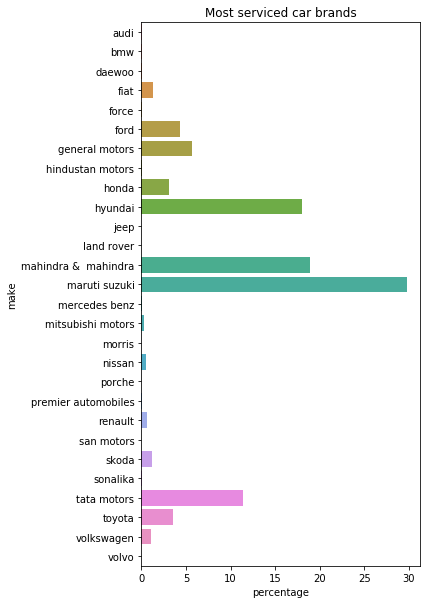 Most serviced car brands
audi
bmw
daewoo
fiat
force
ford
general motors
hindustan motors
honda
hyundai
jeep
land rover
mahindra &  mahindra
maruti suzuki
mercedes benz
mitsubishi motors
morris
nissan
porche
premier automobiles
renault
san motors
skoda
sonalika
tata motors
toyota
volkswagen
volvo
make
0 5 10 15 20 25 30
percentage